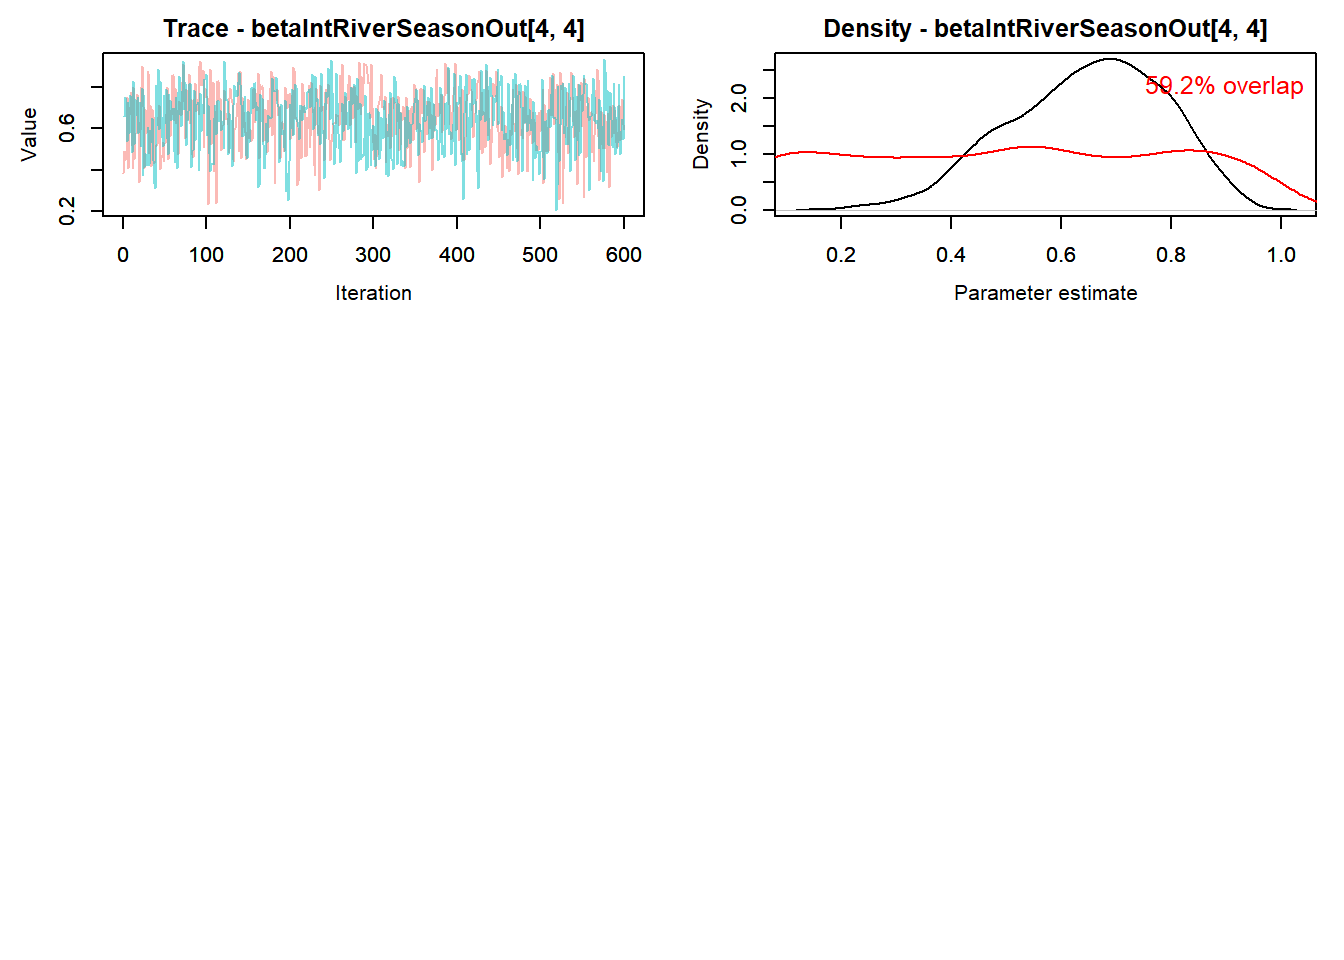 Trace - betaIntRiverSeasonOut[4, 4]
Value
0.2
0.6
0 100 200 300 400 500 600
Iteration
Density - betaIntRiverSeasonOut[4, 4]
59.2% overlap
Density
0.0
1.0
2.0
0.2 0.4 0.6 0.8 1.0
Parameter estimate